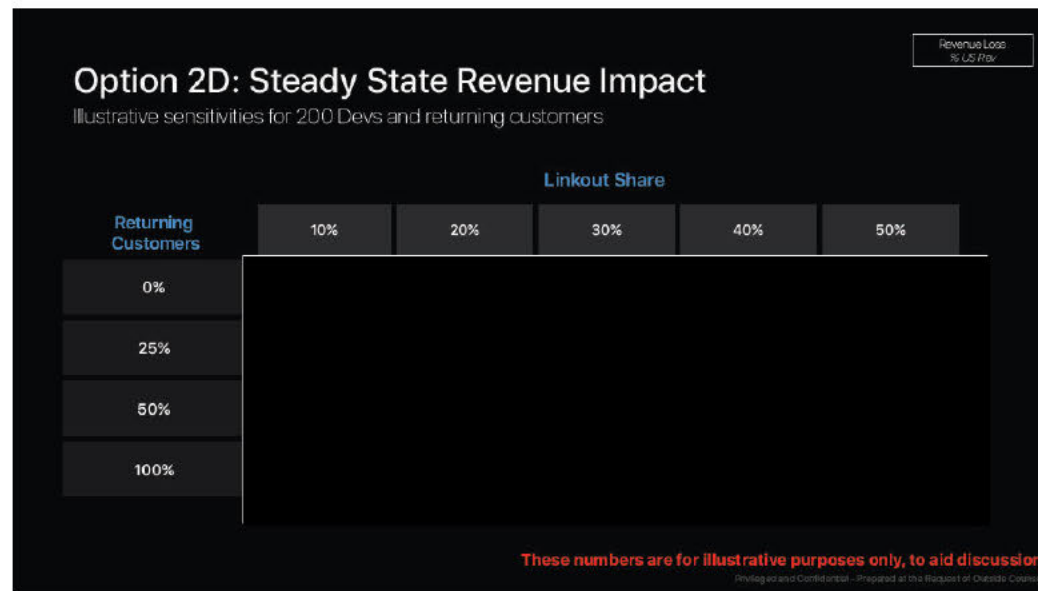 Revenue Loss
% US Rev
Option 2D: Steady State Revenue Impact
Illustrative sensitivities for 200 Devs and returning customers
Linkout Share
Returning
Customers
10%
20%
30%
40%
50%
0%
25%
50%
100%
These numbers are for illustrative purposes only, to aid discussion
Privileged and Confidential – Prepared at the Request of Outside